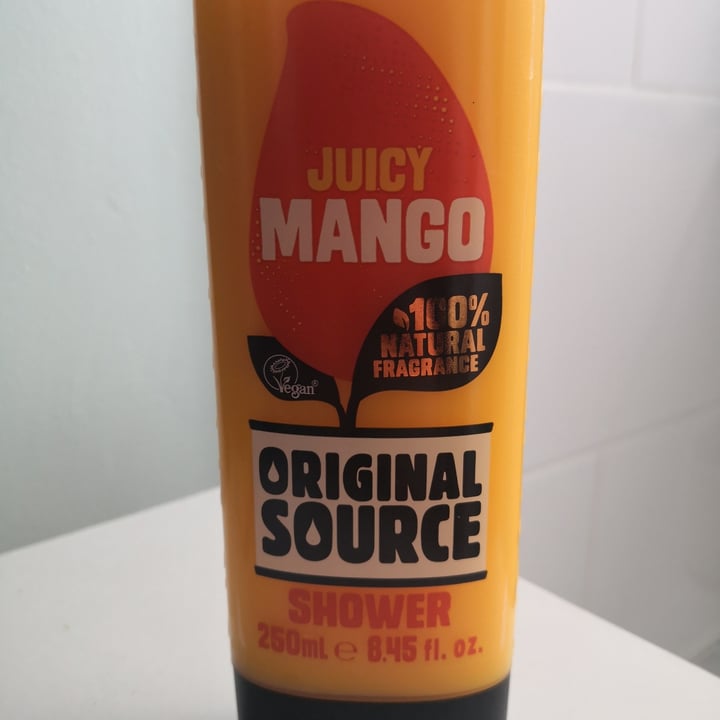 JUICY
MANGO
100%
NATURAL
FRAGRANCE
Vegan®
ORIGINAL
SOURCE
SHOWER
250mL e 8.45 fl. oz.